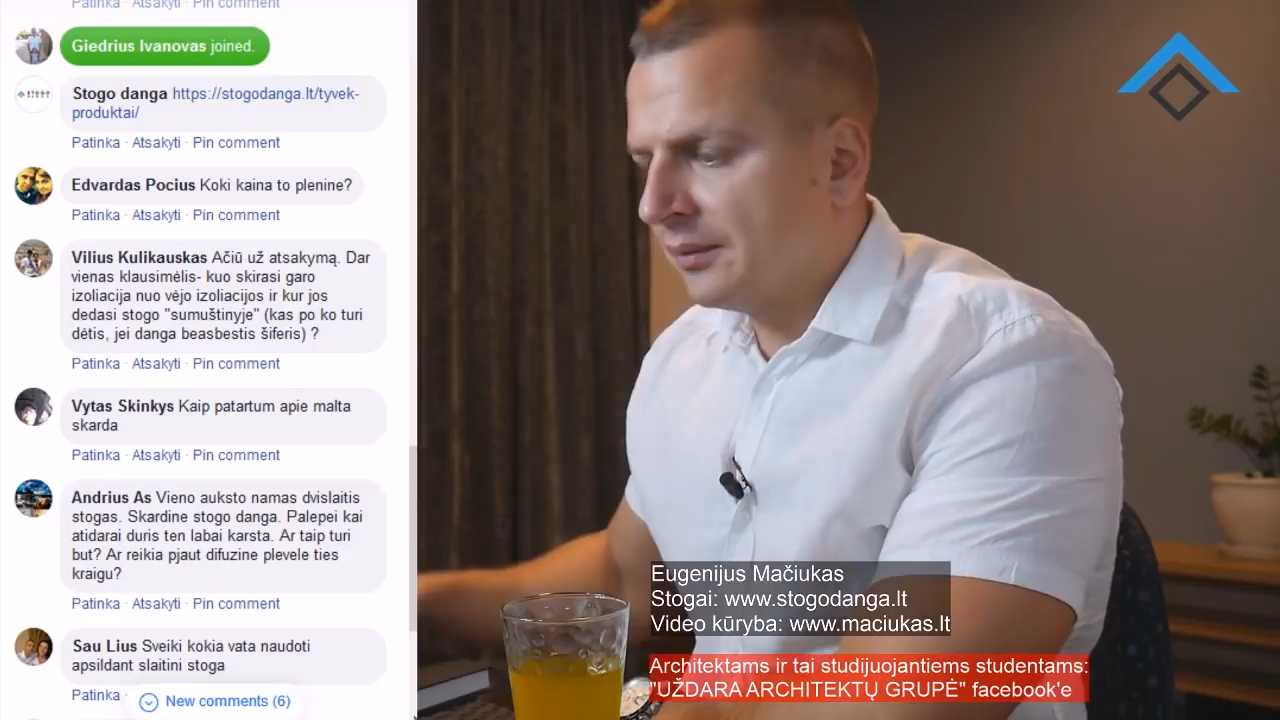 Patinka · Atsakyti · Pin comment
Giedrius Ivanovas joined.
Stogo danga https://stogodanga.lt/tyvek-
produktai/
Patinka · Atsakyti · Pin comment
Edvardas Pocius Koki kaina to plenine?
Patinka · Atsakyti · Pin comment
Vilius Kulikauskas Ačiū už atsakymą. Dar
vienas klausimėlis- kuo skirasi garo
izoliacija nuo vėjo izoliacijos ir kur jos
dedasi stogo "sumuštinyje" (kas po ko turi
dėtis, jei danga beasbestis šiferis) ?
Patinka · Atsakyti · Pin comment
Vytas Skinkys Kaip patartum apie malta
skarda
Patinka · Atsakyti · Pin comment
Andrius As Vieno auksto namas dvislaitis
stogas. Skardine stogo danga. Palepei kai
atidarai duris ten labai karsta. Ar taip turi
but? Ar reikia pjaut difuzine plevele ties
kraigu?
Patinka · Atsakyti · Pin comment
Sau Lius Sveiki kokia vata naudoti
apsildant slaitini stoga
Patinka ·
New comments (6)
Eugenijus Mačiukas
Stogai: www.stogodanga.lt
Video kūryba: www.maciukas.lt
Architektams ir tai studijuojantiems studentams:
"UŽDARA ARCHITEKTŲ GRUPĖ" facebook'e